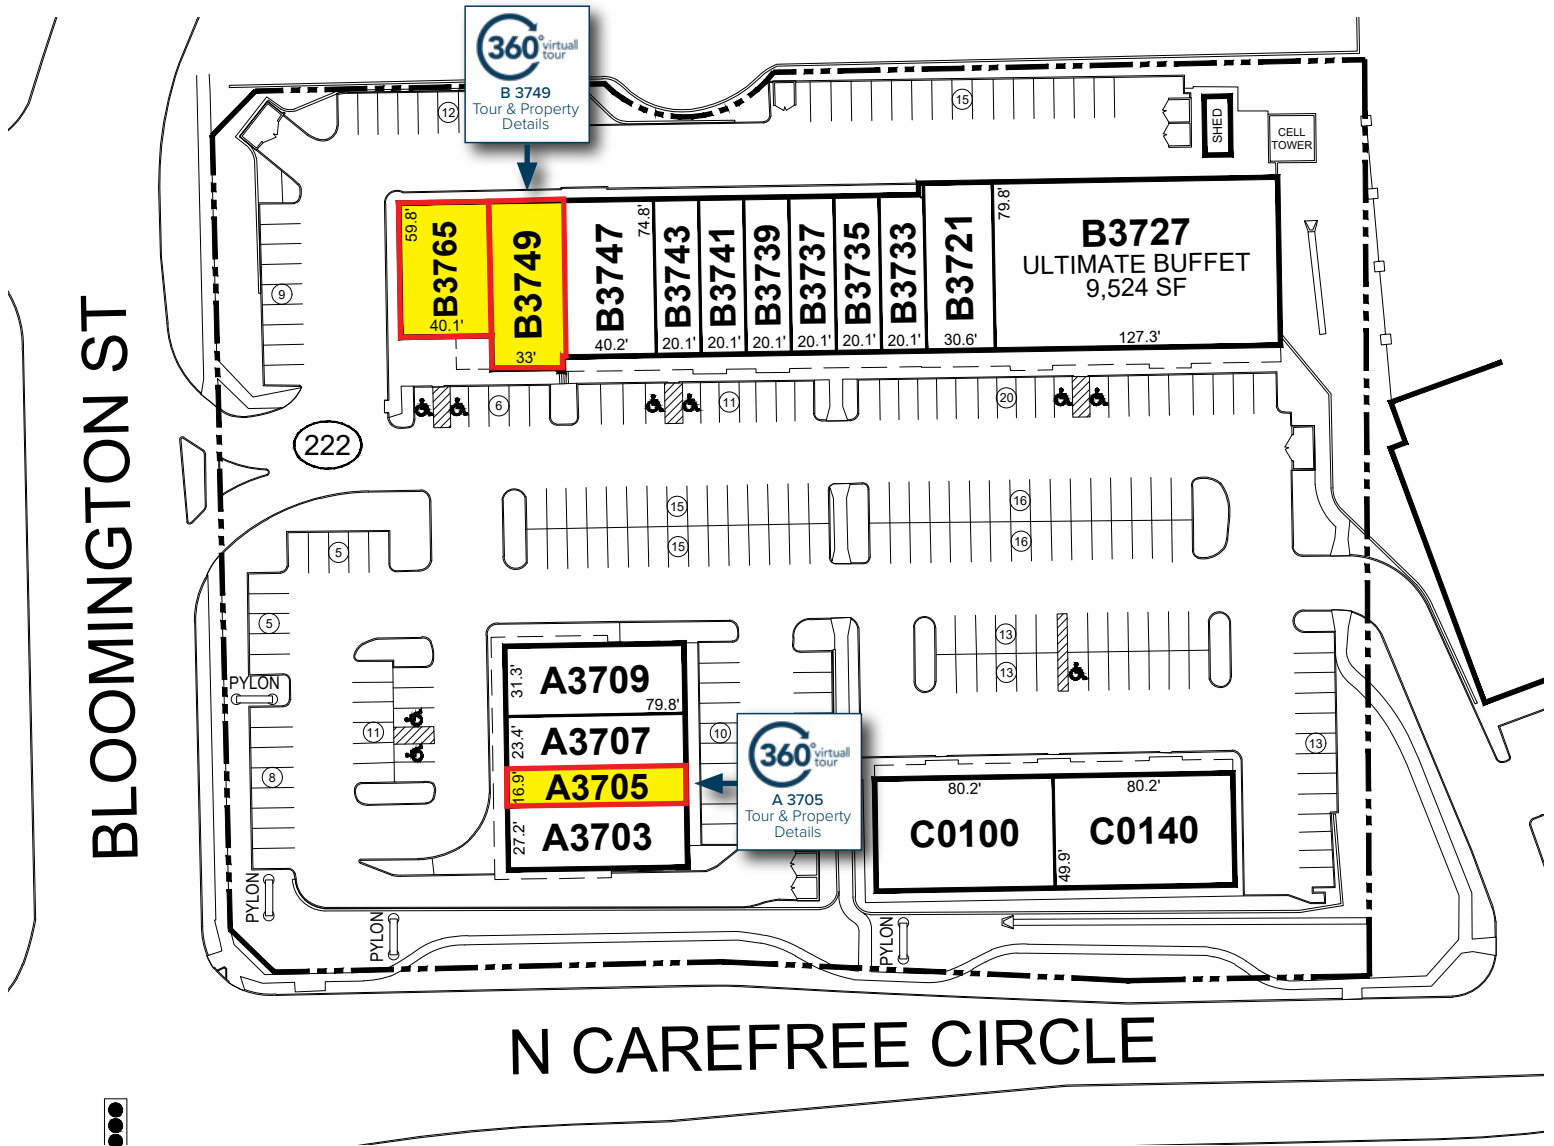 360° virtuall
tour
B 3749
Tour & Property
Details
12
15
SHED
CELL
TOWER
59.8'
B3765
40.1'
B3749
33'
B3747
74.8'
40.2'
B3743
20.1'
B3741
20.1'
B3739
20.1'
B3737
20.1'
B3735
20.1'
B3733
20.1'
B3721
30.6'
79.8'
B3727
ULTIMATE BUFFET
9,524 SF
127.3'
9
6
11
20
222
BLOOMINGTON ST
15
15
16
16
5
5
13
13
PYLON
11
8
31.3'
A3709
79.8'
23.4'
A3707
16.9'
A3705
27.2'
A3703
10
360° virtuall
tour
A 3705
Tour & Property
Details
13
80.2'
C0100
80.2'
C0140
49.9'
PYLON
PYLON
PYLON
N CAREFREE CIRCLE